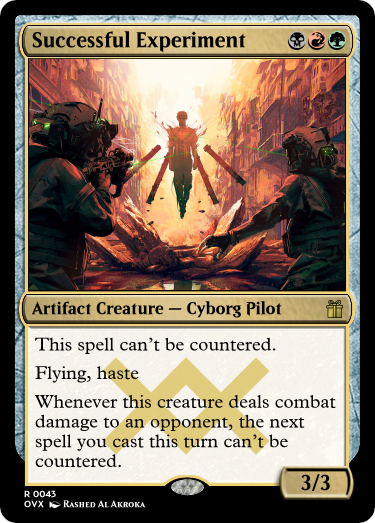 Successful Experiment
Artifact Creature — Cyborg Pilot
This spell can't be countered.
Flying, haste
Whenever this creature deals combat
damage to an opponent, the next
spell you cast this turn can't be
countered.
3/3
R 0043
OVX Rashed Al Akroka